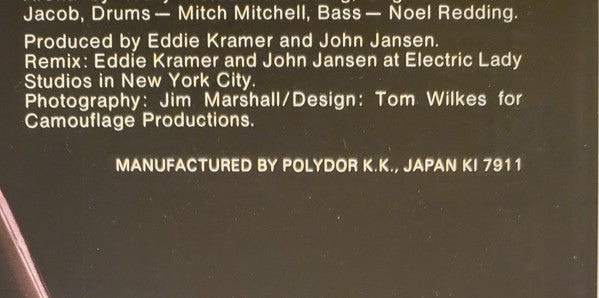 Jacob, Drums — Mitch Mitchell, Bass — Noel Redding.
Produced by Eddie Kramer and John Jansen.
Remix: Eddie Kramer and John Jansen at Electric Lady
Studios in New York City.
Photography: Jim Marshall/Design: Tom Wilkes for
Camouflage Productions.
MANUFACTURED BY POLYDOR K.K., JAPAN KI 7911